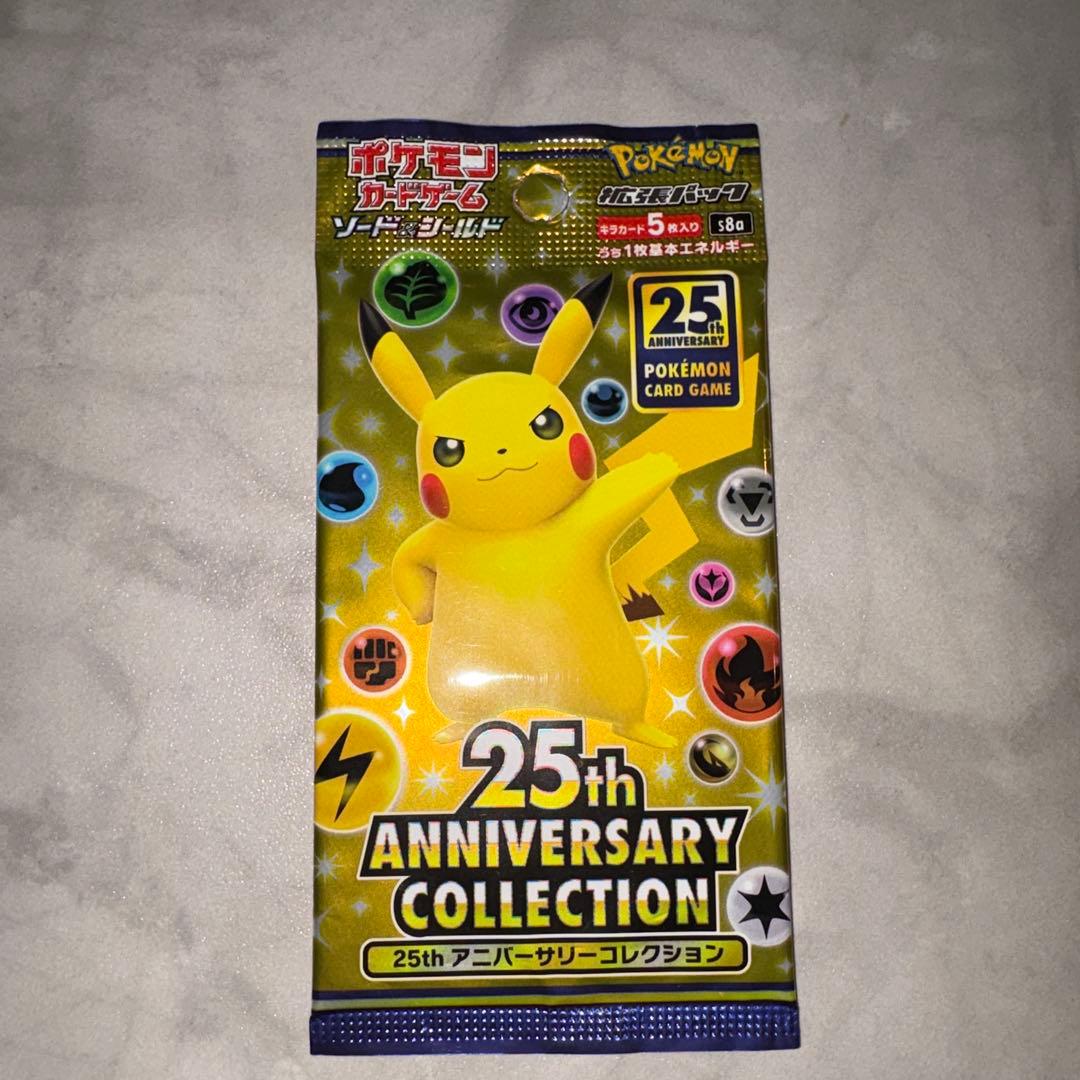 ポケモン
カードゲーム
ソード&シールド
POKÉMON
拡張パック
キラカード5枚入り
s8a
うち1枚基本エネルギー
25th
ANNIVERSARY
POKÉMON
CARD GAME
25th
ANNIVERSARY
COLLECTION
25th アニバーサリーコレクション